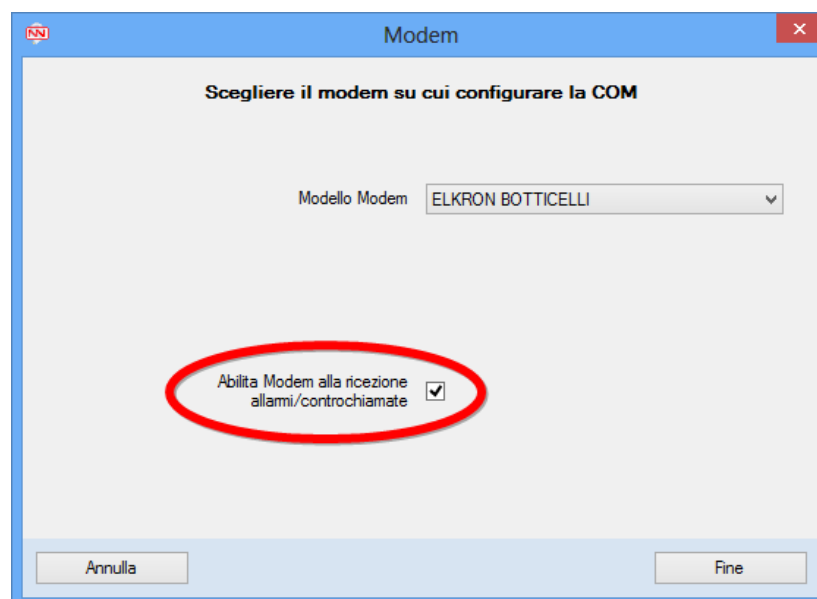 Modem
Scegliere il modem su cui configurare la COM
Modello Modem ELKRON BOTTICELLI
Abilita Modem alla ricezione
allarmi/controchiamate
Annulla Fine